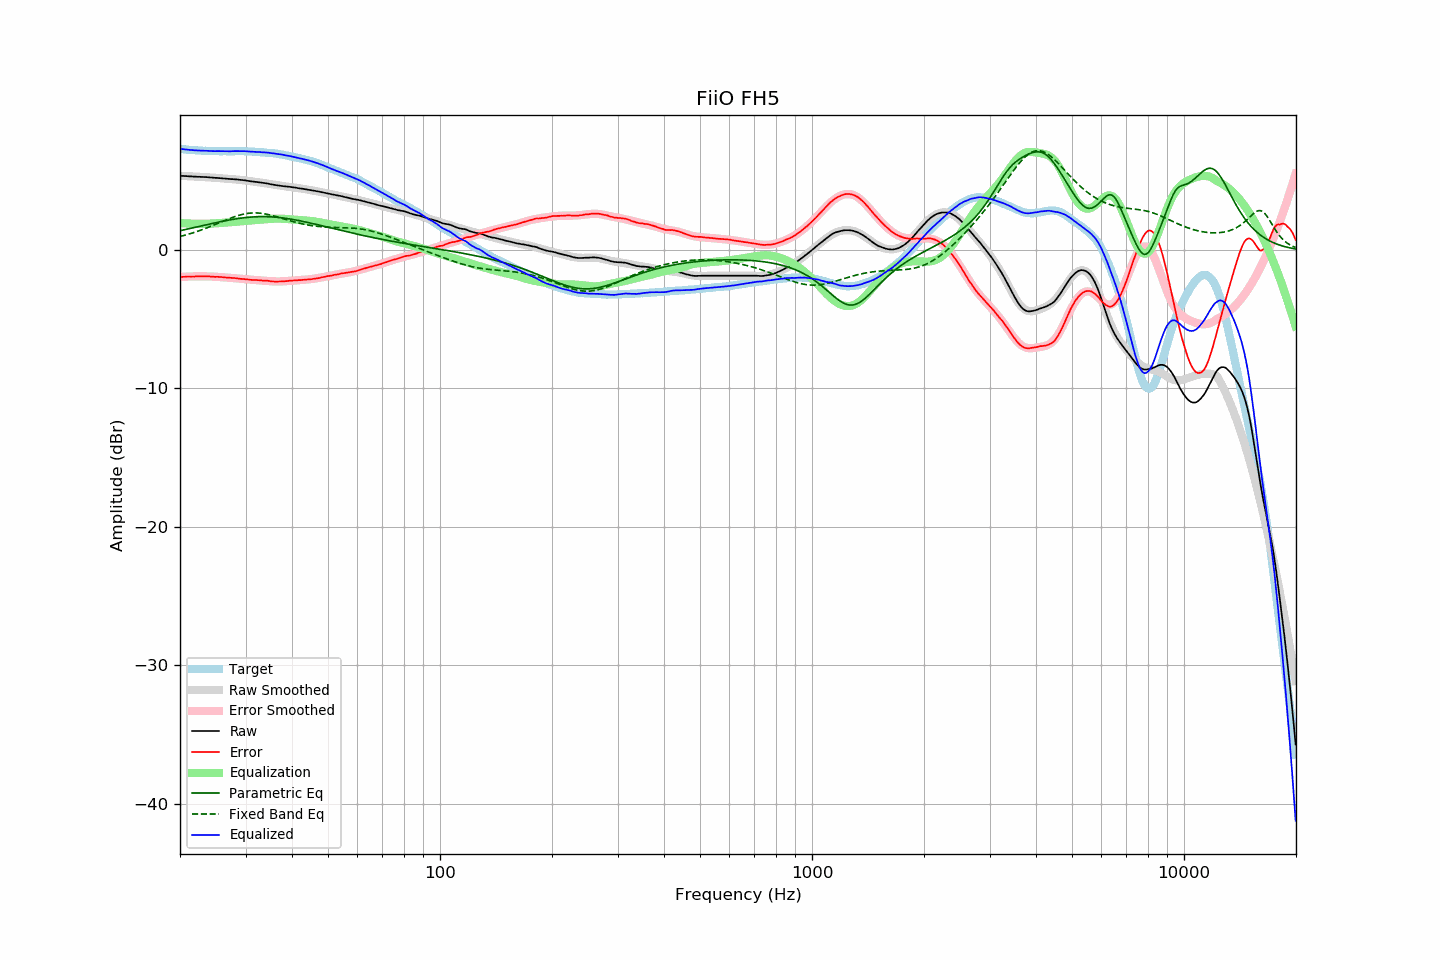 FiiO FH5
Amplitude (dBr)
0
−10
−20
−30
−40
Target
Raw Smoothed
Error Smoothed
Raw
Error
Equalization
Parametric Eq
Fixed Band Eq
Equalized
100 1000 10000
Frequency (Hz)